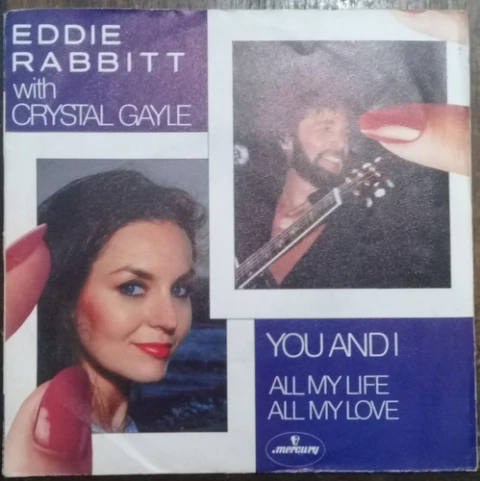 EDDIE
RABBITT
with
CRYSTAL GAYLE
YOU AND I
ALL MY LIFE
ALL MY LOVE
mercury